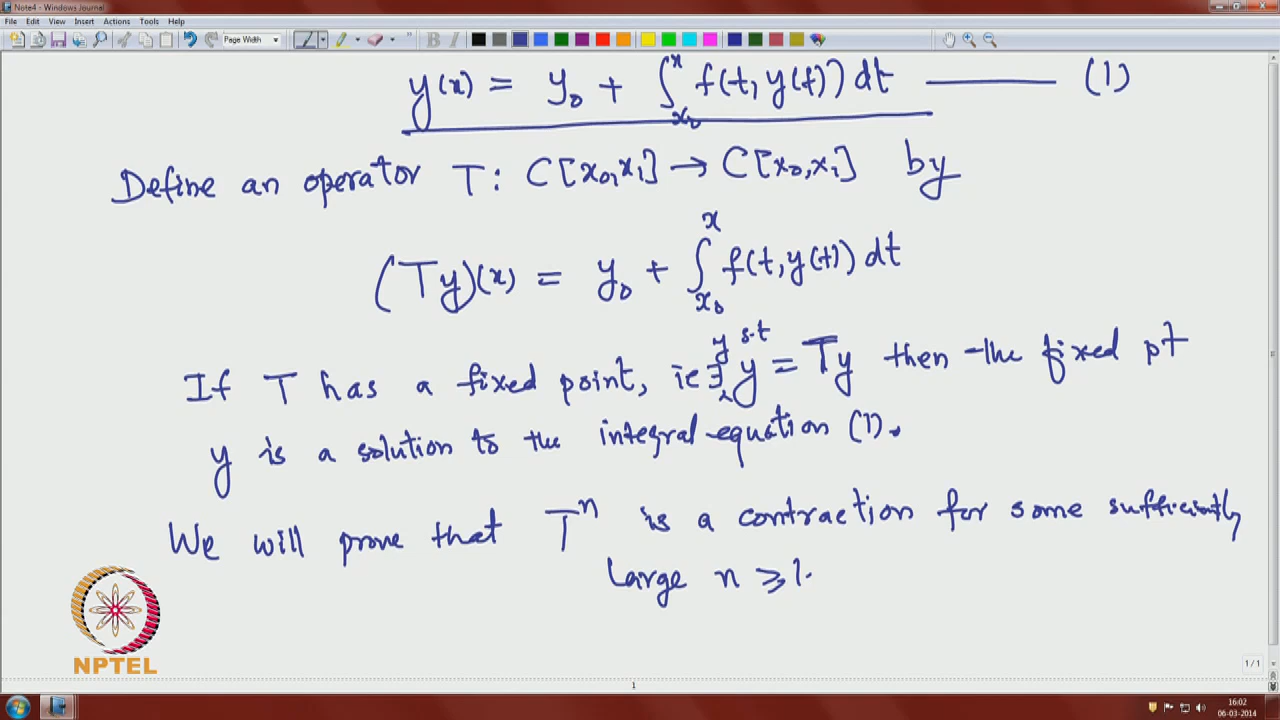 Note4 - Windows Journal
File Edit View Insert Actions Tools Help
Page Width
B I
y(x) = y₀ + ∫_{x₀}^{x} f(t, y(t)) dt ——— (1)
Define an operator T : C[x₀, x₁] → C[x₀, x₁] by
(Ty)(x) = y₀ + ∫_{x₀}^{x} f(t, y(t)) dt
If T has a fixed point, ie ∃ y s.t y = Ty then the fixed pt
y is a solution to the integral equation (1).
We will prove that Tⁿ is a contraction for some sufficiently
large n ≥ 1.
NPTEL
1/1
1
16:02
06-03-2014